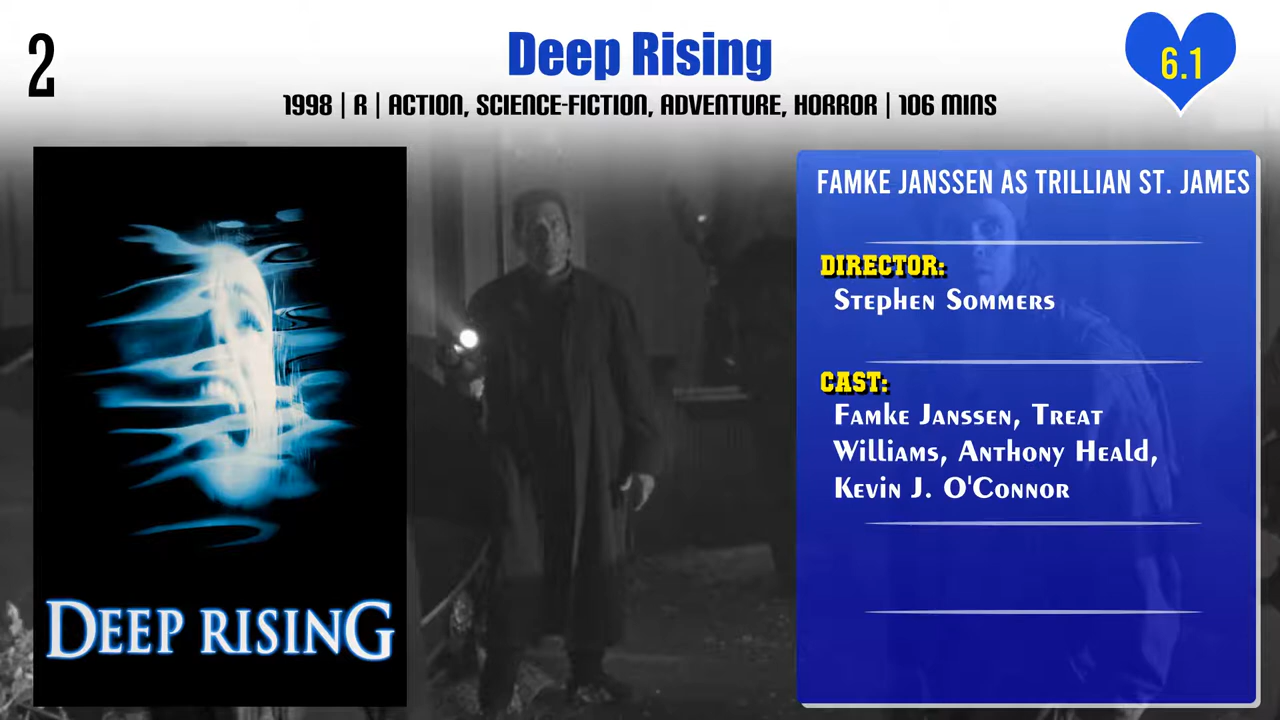 2
Deep Rising
6.1
1998 | R | ACTION, SCIENCE-FICTION, ADVENTURE, HORROR | 106 MINS
DEEP RISING
FAMKE JANSSEN AS TRILLIAN ST. JAMES
DIRECTOR:
Stephen Sommers
CAST:
Famke Janssen, Treat
Williams, Anthony Heald,
Kevin J. O'Connor